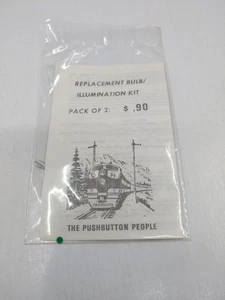 REPLACEMENT BULB/
ILLUMINATION KIT
PACK OF 2: $ .90
THE PUSHBUTTON PEOPLE